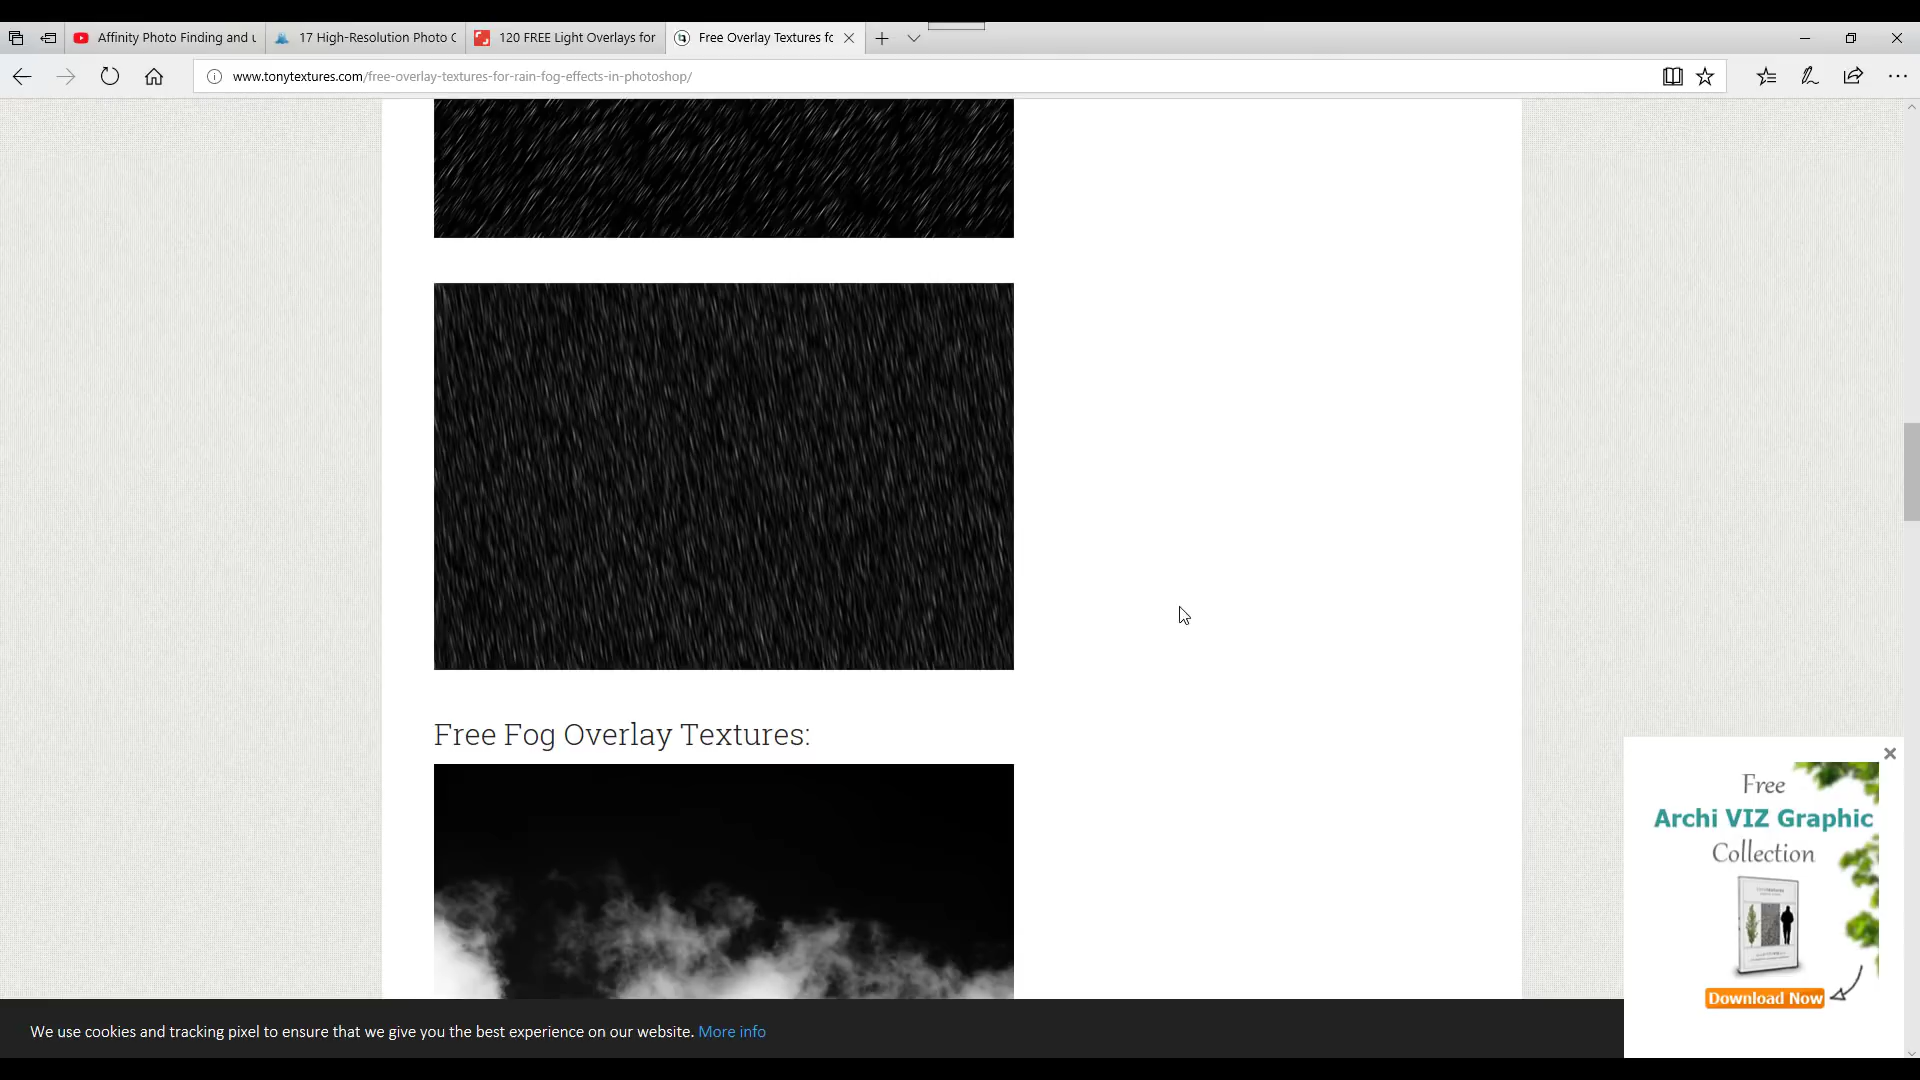 Affinity Photo Finding and u
17 High-Resolution Photo C
120 FREE Light Overlays for
Free Overlay Textures fo
www.tonytextures.com/free-overlay-textures-for-rain-fog-effects-in-photoshop/
Free Fog Overlay Textures:
Free
Archi VIZ Graphic
Collection
Download Now
We use cookies and tracking pixel to ensure that we give you the best experience on our website. More info